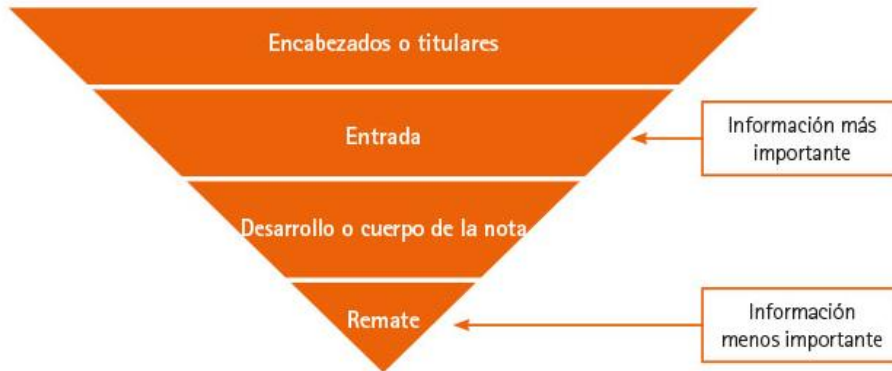 Encabezados o titulares
Entrada
Información más
importante
Desarrollo o cuerpo de la nota
Remate
Información
menos importante